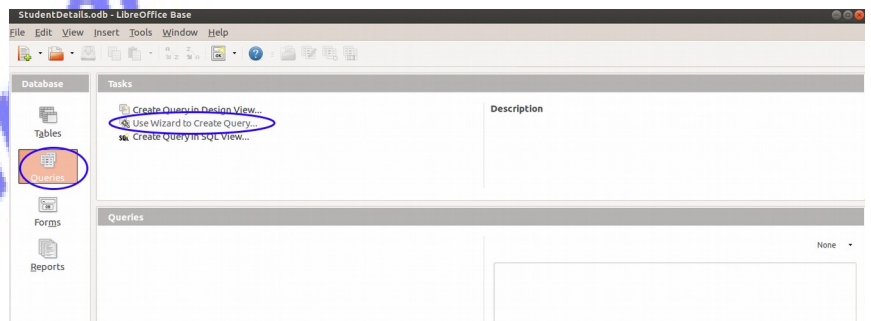 StudentDetails.odb - LibreOffice Base
File Edit View Insert Tools Window Help
Database
Tasks
Tables
Queries
Forms
Reports
Create Query in Design View...
Use Wizard to Create Query...
Create Query in SQL View...
Description
Queries
None